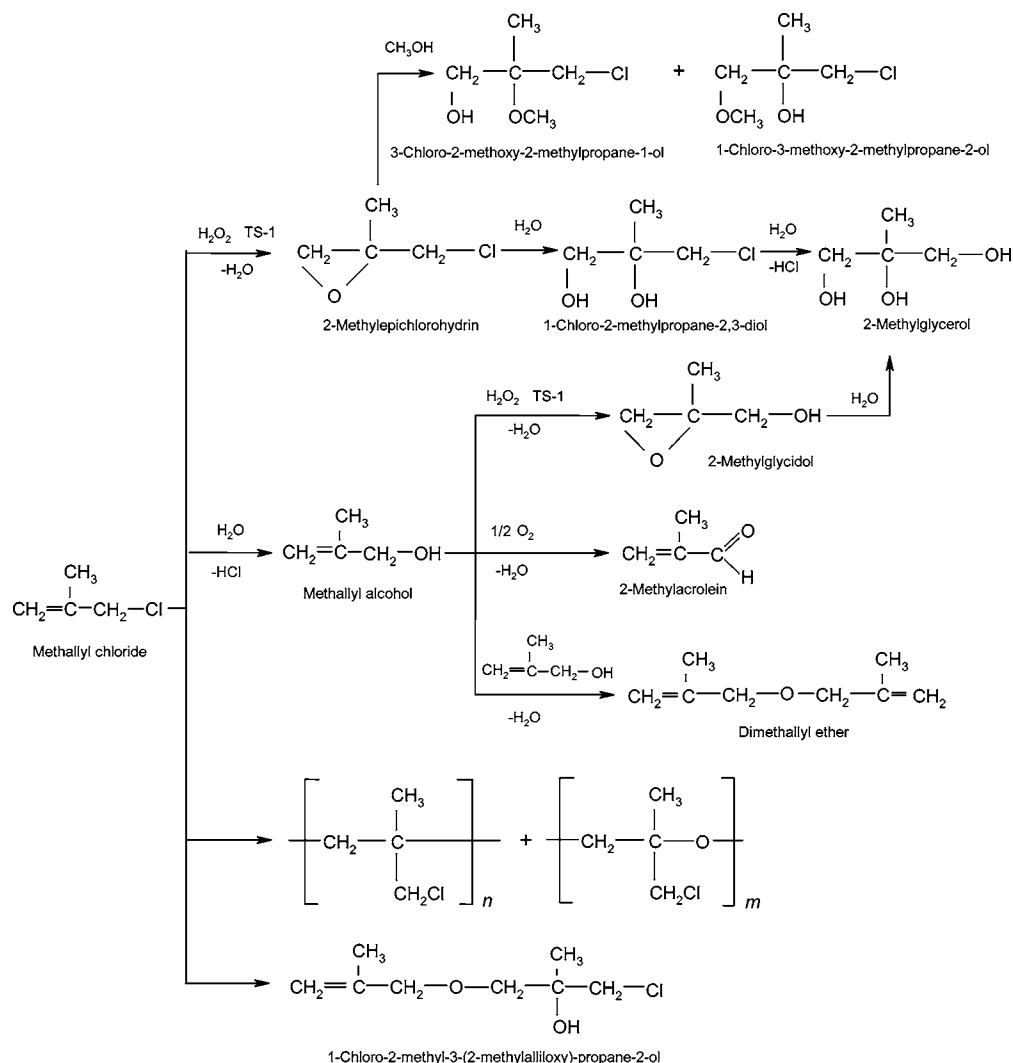 CH₃ CH₃
CH₃OH
CH₂ C CH₂ Cl + CH₂ C CH₂ Cl
OH OCH₃ OCH₃ OH
3-Chloro-2-methoxy-2-methylpropane-1-ol 1-Chloro-3-methoxy-2-methylpropane-2-ol
CH₃ CH₃ CH₃
H₂O₂ TS-1 H₂O H₂O
CH₂ C CH₂ Cl CH₂ C CH₂ Cl CH₂ C CH₂ OH
-H₂O -HCl
O OH OH OH OH
2-Methylepichlorohydrin 1-Chloro-2-methylpropane-2,3-diol 2-Methylglycerol
CH₃
H₂O₂ TS-1 H₂O
CH₂ C CH₂ OH
-H₂O
O 2-Methylglycidol
CH₃ CH₃ O
H₂O 1/2 O₂
CH₂ C CH₂ OH CH₂ C C
-HCl -H₂O H
Methallyl alcohol 2-Methylacrolein
CH₃
CH₂ C CH₂ Cl
Methallyl chloride
CH₃
CH₂ C CH₂ OH
CH₃ CH₃
-H₂O
CH₂ C CH₂ O CH₂ C CH₂
Dimethallyl ether
CH₃ CH₃
CH₂ C + CH₂ C O
CH₂Cl n CH₂Cl m
CH₃ CH₃
CH₂ C CH₂ O CH₂ C CH₂ Cl
OH
1-Chloro-2-methyl-3-(2-methylalliloxy)-propane-2-ol